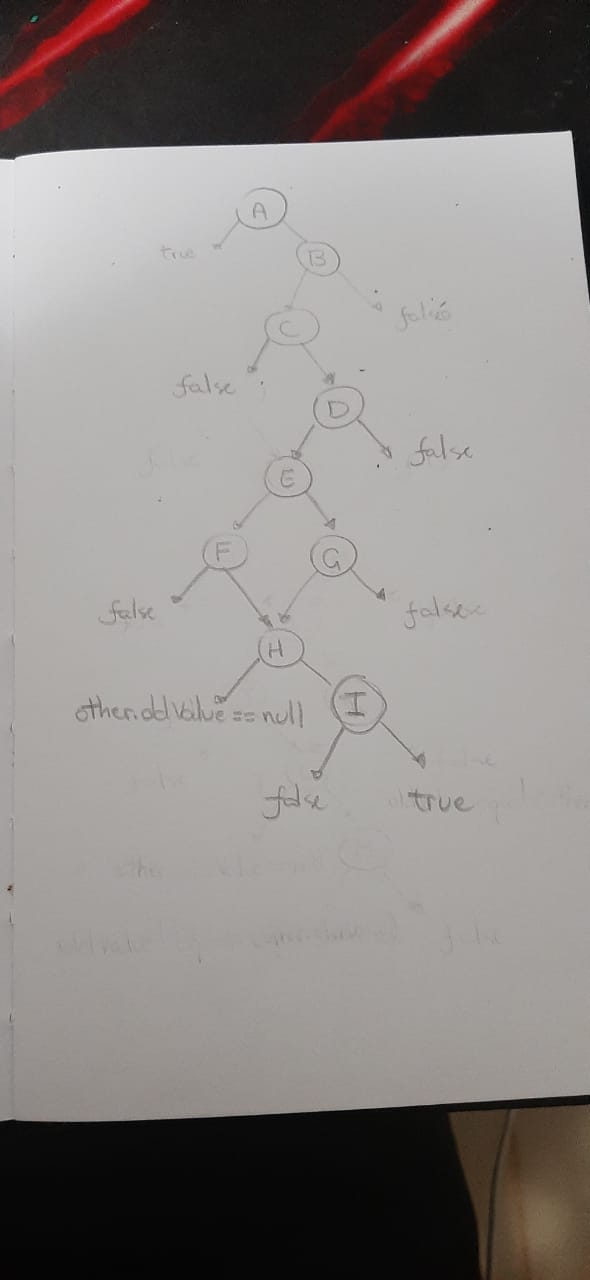 A
true
B
false
C
false
D
false
E
F
G
false
false
H
other.oldValue == null
I
false
true